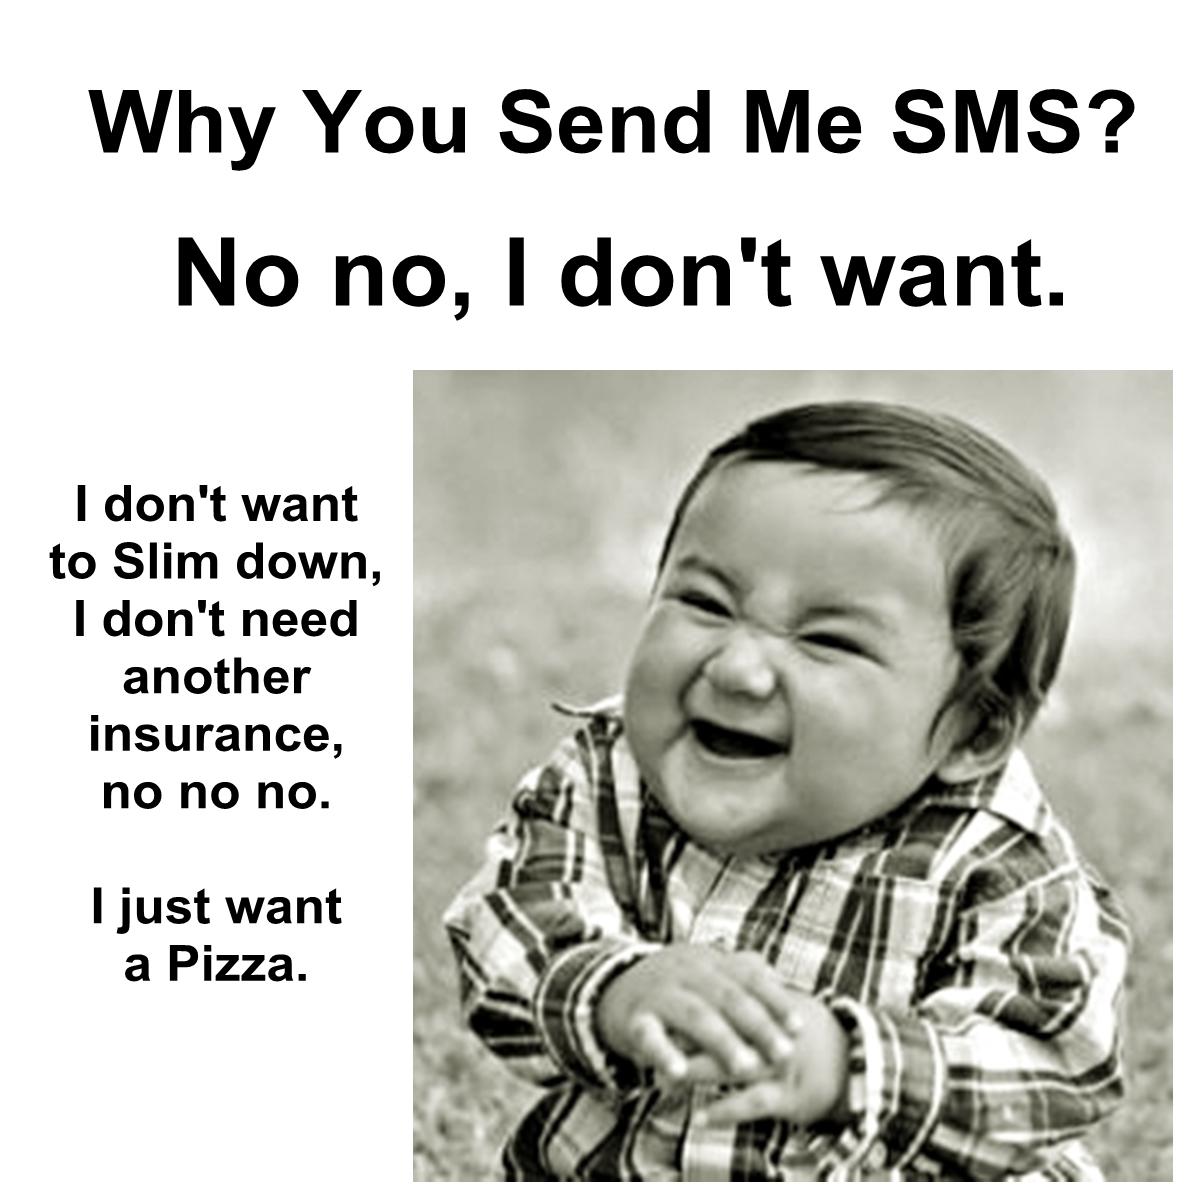 Why You Send Me SMS?
No no, I don't want.
I don't want
to Slim down,
I don't need
another
insurance,
no no no.
I just want
a Pizza.